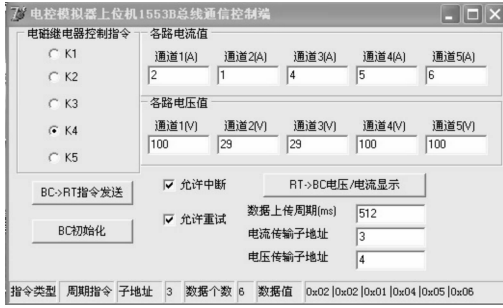 电控模拟器上位机1553B总线通信控制端
电磁继电器控制指令
K1
K2
K3
K4
K5
各路电流值
通道1(A) 通道2(A) 通道3(A) 通道4(A) 通道5(A)
2 1 4 5 6
各路电压值
通道1(V) 通道2(V) 通道3(V) 通道4(V) 通道5(V)
100 29 29 100 100
BC->RT指令发送
BC初始化
允许中断
允许重试
RT->BC电压/电流显示
数据上传周期(ms) 512
电流传输子地址 3
电压传输子地址 4
指令类型 周期指令 子地址 3 数据个数 6 数据值 0x02|0x02|0x01|0x04|0x05|0x06